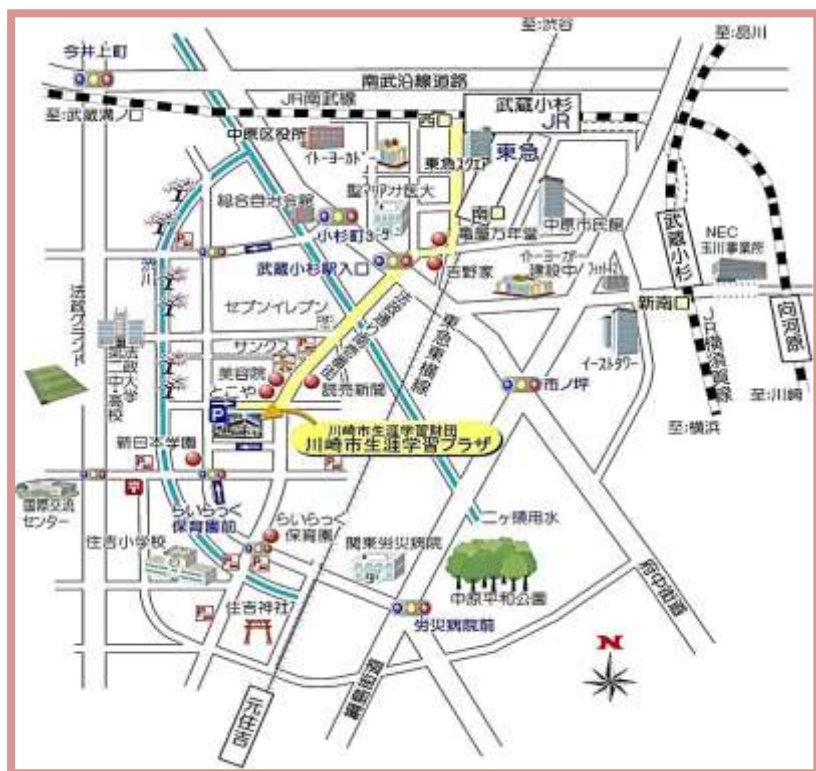 至:渋谷
至:品川
今井上町
南武沿線道路
JR南武線
武蔵小杉
JR
至:武蔵溝ノ口
西
中原区役所
イトーヨーカドー
東急スクエア
東急
聖マリアンナ医大
総合自治会館
小杉町3丁目
南
亀屋万年堂
中原市民館
武蔵小杉
NEC
玉川事業所
渋川
武蔵小杉駅入口
吉野家
イトーヨーカドー
建設中
新南
向河原
法政グランド
セブンイレブン
法政通り商店街
東急東横線
JR横須賀線
サンクス
法政大学
第二中・高校
美容院
とこや
読売新聞
イーストタワー
市ノ坪
至:川崎
P
川崎市生涯学習財団
川崎市生涯学習プラザ
至:横浜
新日本学園
国際交流
センター
らいらっく
保育園前
らいらっく
保育園
二ヶ領用水
住吉小学校
関東労災病院
中原平和公園
府中街道
住吉神社
労災病院前
N
綱島街道
元住吉